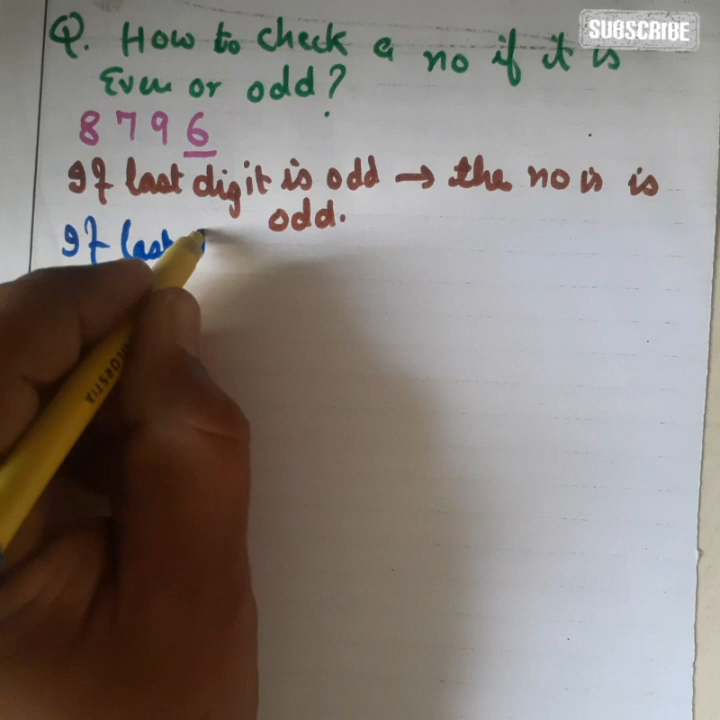 SUBSCRIBE
Q. How to check a no if it is
Even or odd?
8796
If last digit is odd → the no is is
odd.
If last